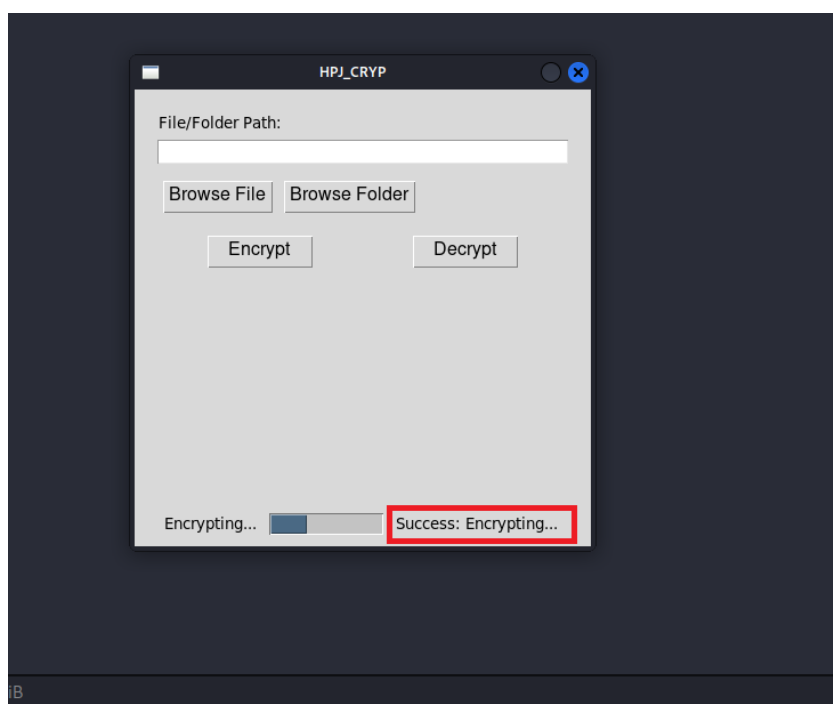 HPJ_CRYP
File/Folder Path:
Browse File Browse Folder
Encrypt Decrypt
Encrypting... Success: Encrypting...
iB